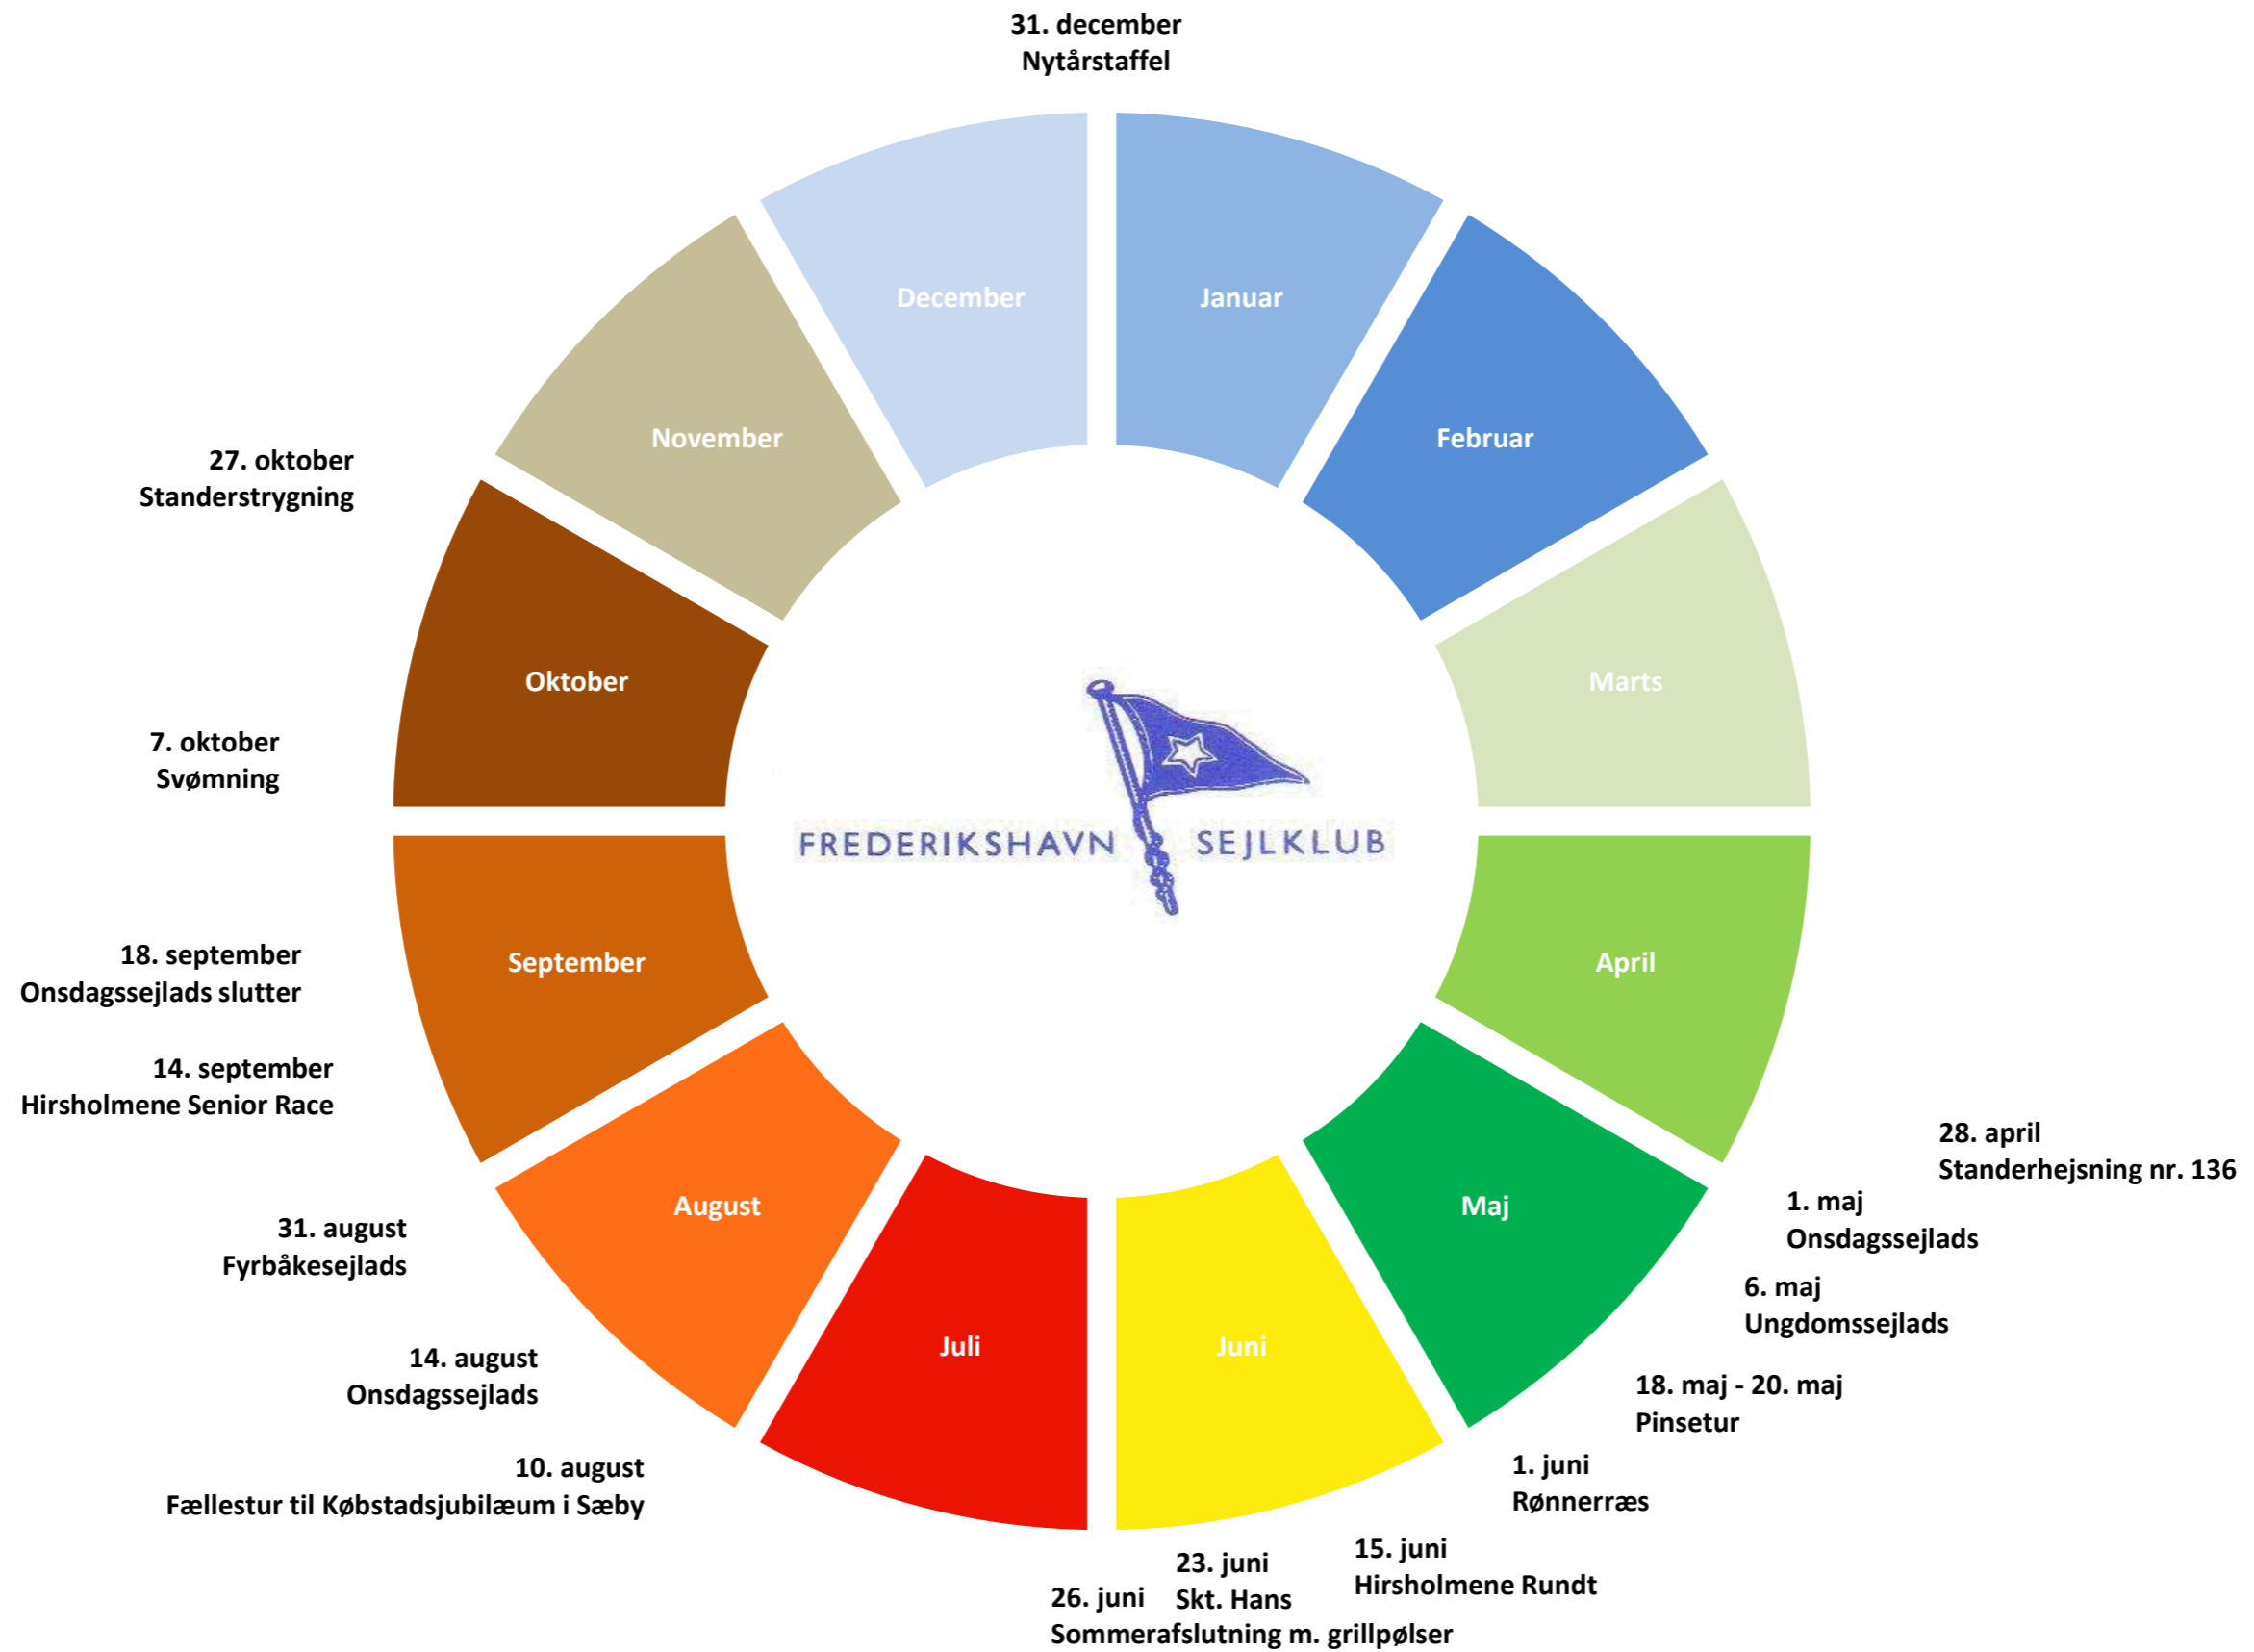 31. december
Nytårstaffel
December
Januar
November
Februar
27. oktober
Standerstrygning
Oktober
Marts
7. oktober
Svømning
FREDERIKSHAVN SEJLKLUB
18. september
Onsdagssejlads slutter
September
April
14. september
Hirsholmene Senior Race
28. april
Standerhejsning nr. 136
August
Maj
1. maj
Onsdagssejlads
31. august
Fyrbåkesejlads
6. maj
Ungdomssejlads
Juli
Juni
14. august
Onsdagssejlads
18. maj - 20. maj
Pinsetur
10. august
Fællestur til Købstadsjubilæum i Sæby
1. juni
Rønnerræs
15. juni
Hirsholmene Rundt
23. juni
Skt. Hans
26. juni
Sommerafslutning m. grillpølser